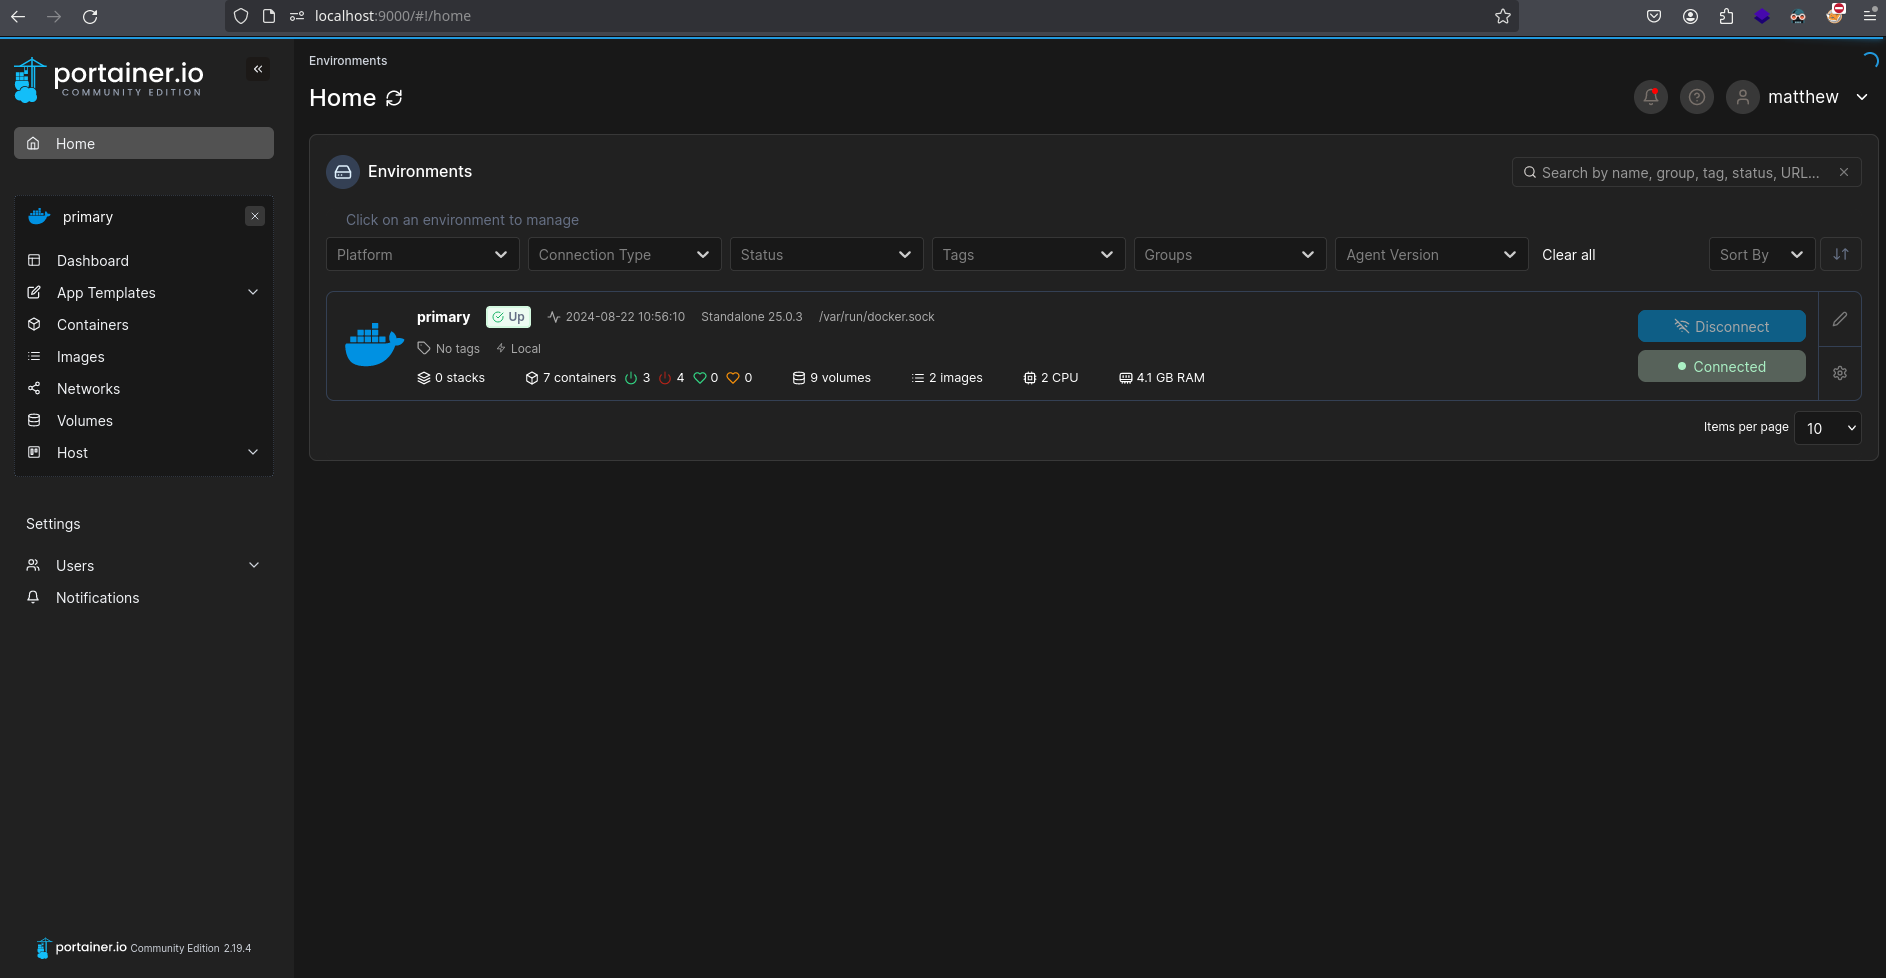 localhost:9000/#!/home
portainer.io
COMMUNITY EDITION
Home
primary
Dashboard
App Templates
Containers
Images
Networks
Volumes
Host
Settings
Users
Notifications
portainer.io Community Edition 2.19.4
Environments
Home
matthew
Environments
Search by name, group, tag, status, URL...
Click on an environment to manage
Platform Connection Type Status Tags Groups Agent Version Clear all Sort By
primary Up 2024-08-22 10:56:10 Standalone 25.0.3 /var/run/docker.sock
No tags Local
0 stacks 7 containers 3 4 0 0 9 volumes 2 images 2 CPU 4.1 GB RAM
Disconnect
Connected
Items per page 10